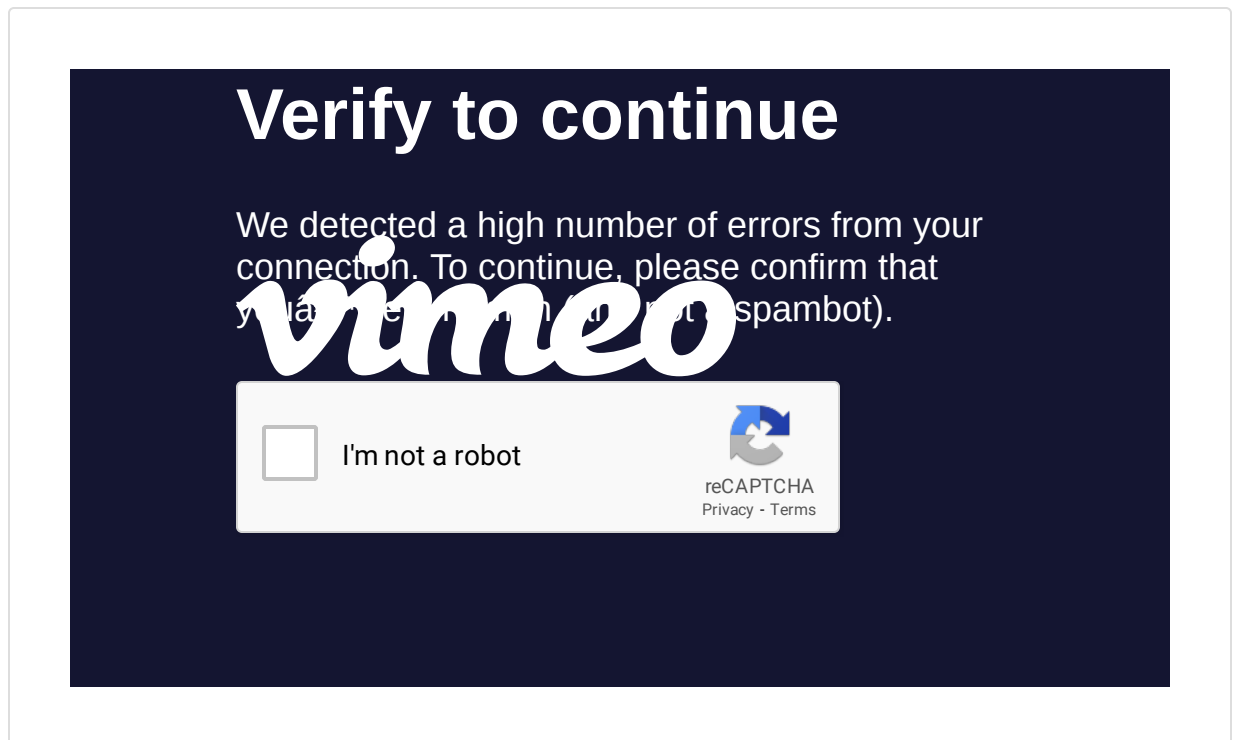 Verify to continue
We detected a high number of errors from your
connection. To continue, please confirm that
spambot).
vimeo
I'm not a robot
reCAPTCHA
Privacy - Terms